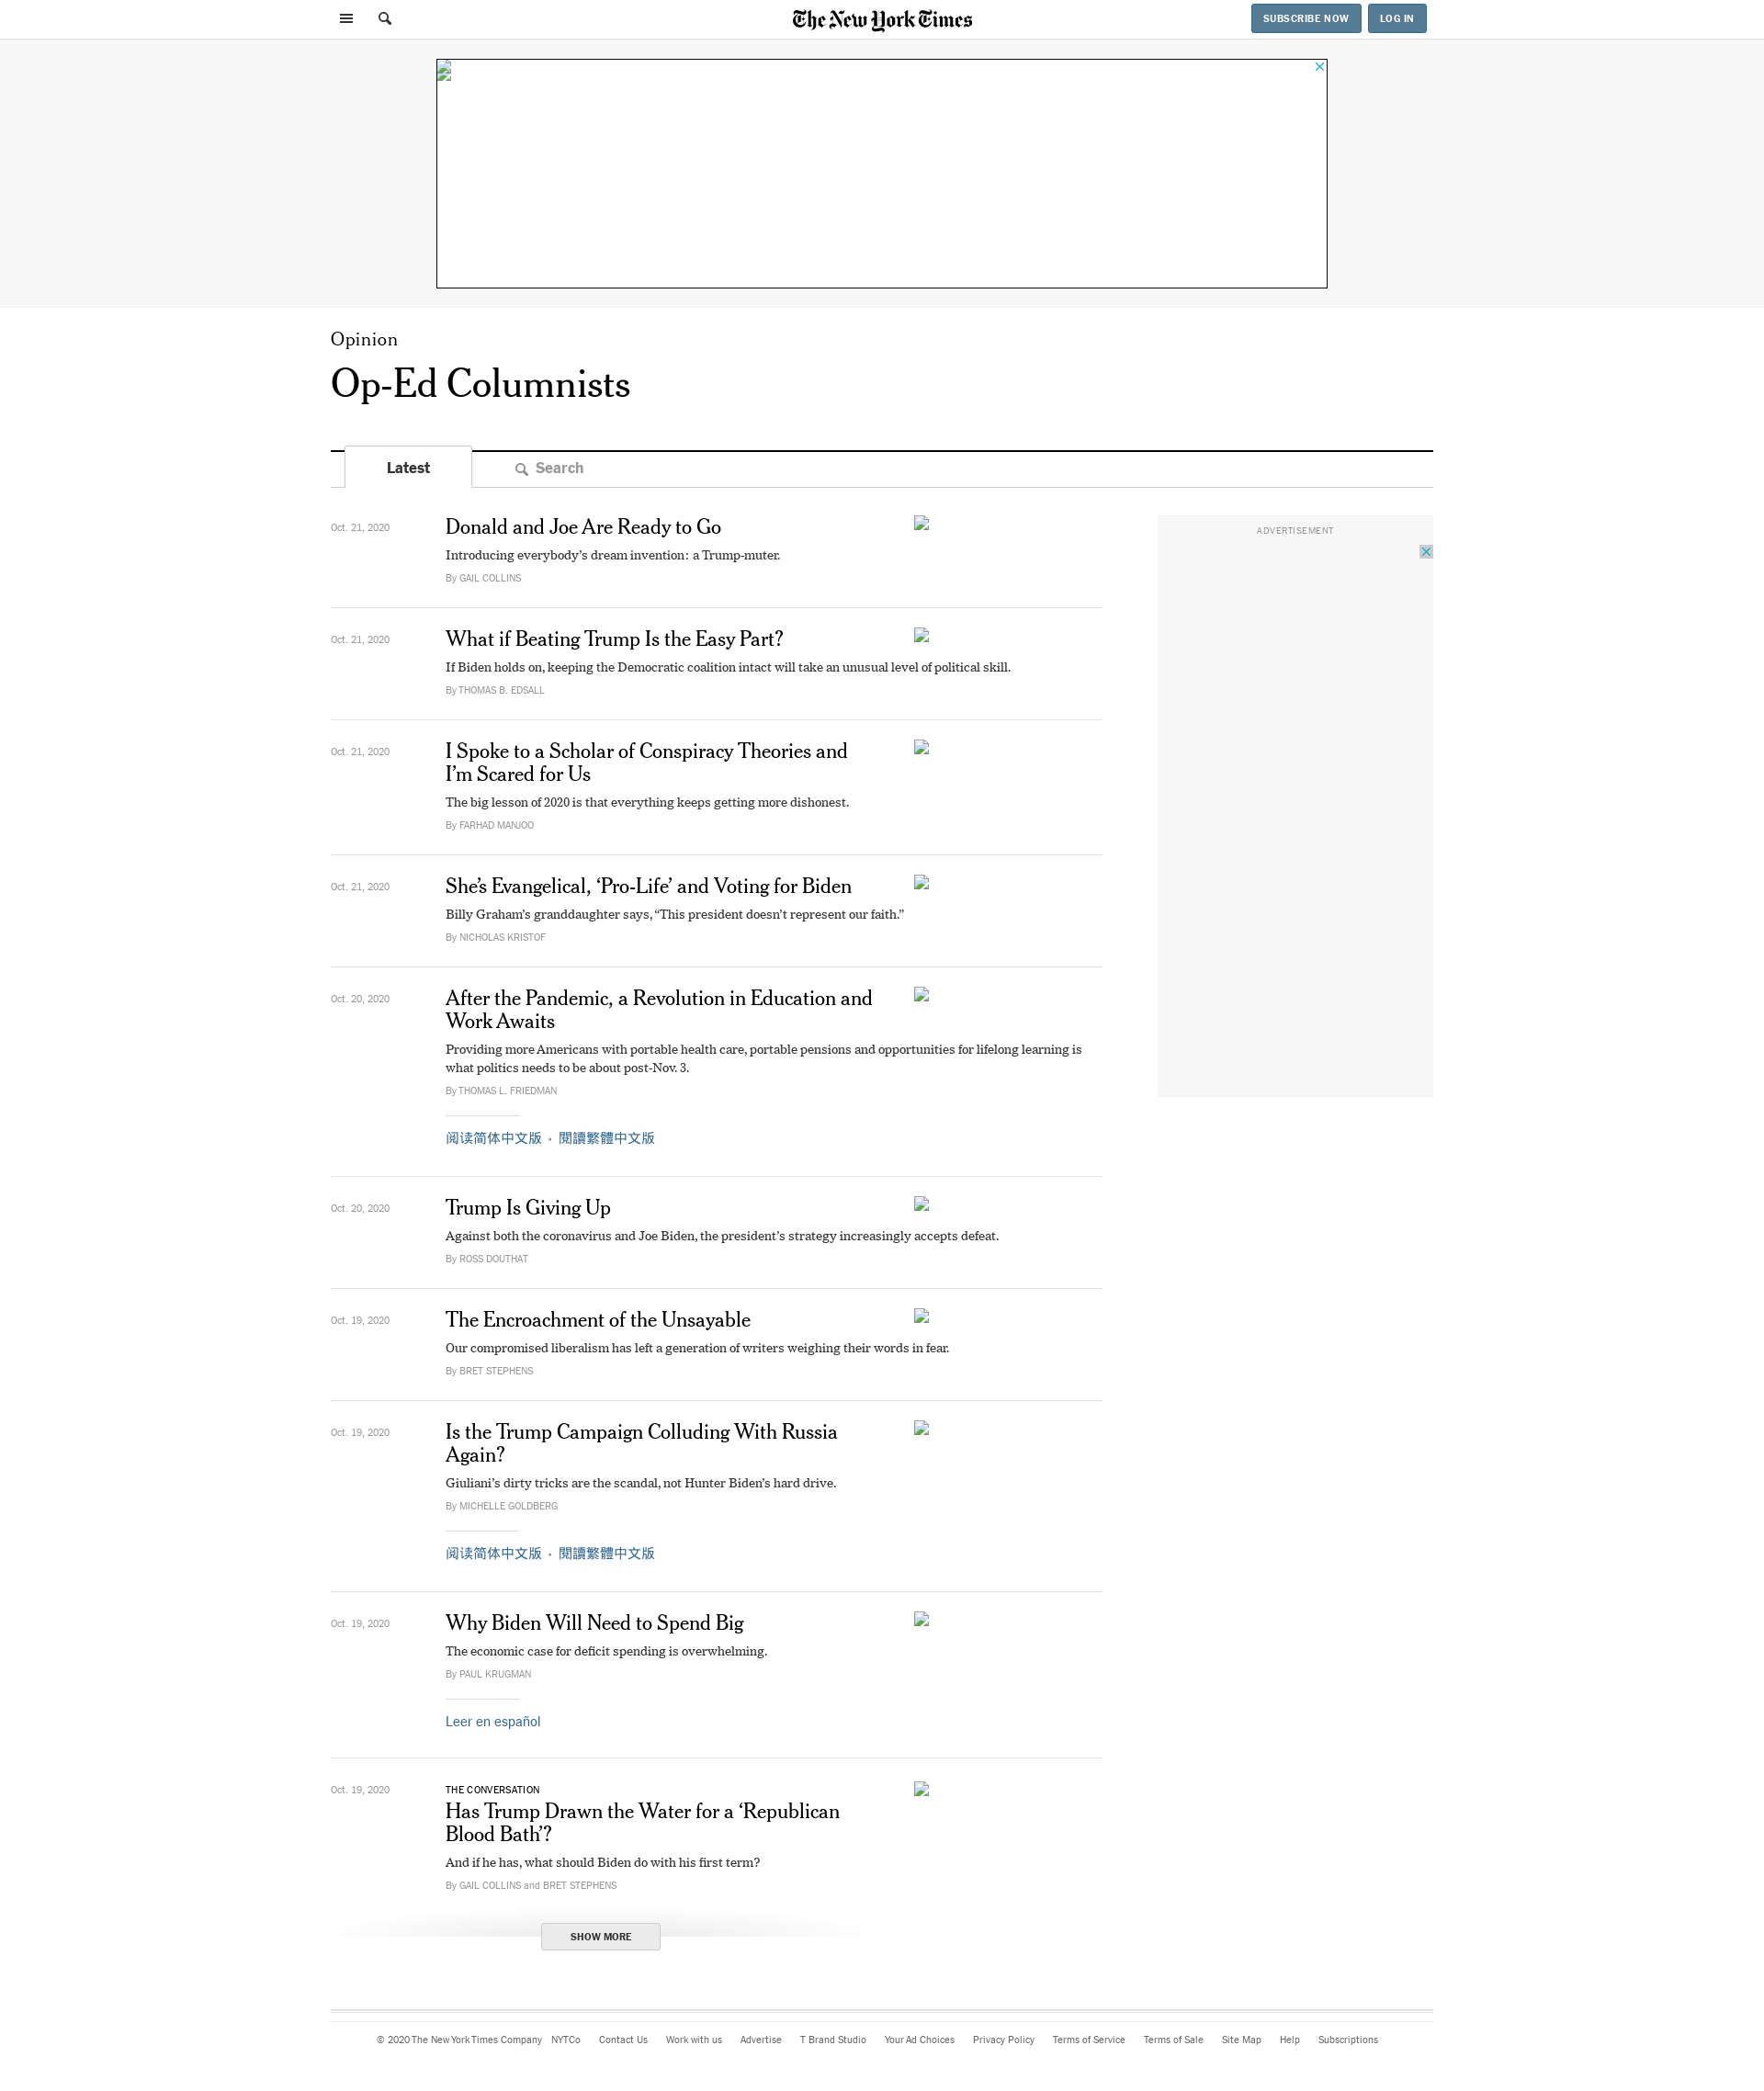 The New York Times
SUBSCRIBE NOW
LOG IN
Opinion
Op-Ed Columnists
Latest
Search
Oct. 21, 2020
Donald and Joe Are Ready to Go
Introducing everybody’s dream invention: a Trump-muter.
By GAIL COLLINS
ADVERTISEMENT
Oct. 21, 2020
What if Beating Trump Is the Easy Part?
If Biden holds on, keeping the Democratic coalition intact will take an unusual level of political skill.
By THOMAS B. EDSALL
Oct. 21, 2020
I Spoke to a Scholar of Conspiracy Theories and
I’m Scared for Us
The big lesson of 2020 is that everything keeps getting more dishonest.
By FARHAD MANJOO
Oct. 21, 2020
She’s Evangelical, ‘Pro-Life’ and Voting for Biden
Billy Graham’s granddaughter says, “This president doesn’t represent our faith.”
By NICHOLAS KRISTOF
Oct. 20, 2020
After the Pandemic, a Revolution in Education and
Work Awaits
Providing more Americans with portable health care, portable pensions and opportunities for lifelong learning is
what politics needs to be about post-Nov. 3.
By THOMAS L. FRIEDMAN
阅读简体中文版 • 閱讀繁體中文版
Oct. 20, 2020
Trump Is Giving Up
Against both the coronavirus and Joe Biden, the president’s strategy increasingly accepts defeat.
By ROSS DOUTHAT
Oct. 19, 2020
The Encroachment of the Unsayable
Our compromised liberalism has left a generation of writers weighing their words in fear.
By BRET STEPHENS
Oct. 19, 2020
Is the Trump Campaign Colluding With Russia
Again?
Giuliani’s dirty tricks are the scandal, not Hunter Biden’s hard drive.
By MICHELLE GOLDBERG
阅读简体中文版 • 閱讀繁體中文版
Oct. 19, 2020
Why Biden Will Need to Spend Big
The economic case for deficit spending is overwhelming.
By PAUL KRUGMAN
Leer en español
Oct. 19, 2020
THE CONVERSATION
Has Trump Drawn the Water for a ‘Republican
Blood Bath’?
And if he has, what should Biden do with his first term?
By GAIL COLLINS and BRET STEPHENS
SHOW MORE
© 2020 The New York Times Company NYTCo Contact Us Work with us Advertise T Brand Studio Your Ad Choices Privacy Policy Terms of Service Terms of Sale Site Map Help Subscriptions